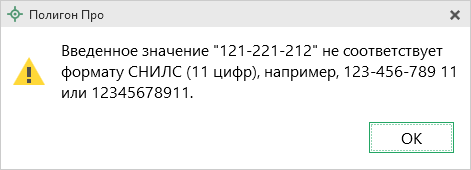 Полигон Про
Введенное значение "121-221-212" не соответствует
формату СНИЛС (11 цифр), например, 123-456-789 11
или 12345678911.
ОК